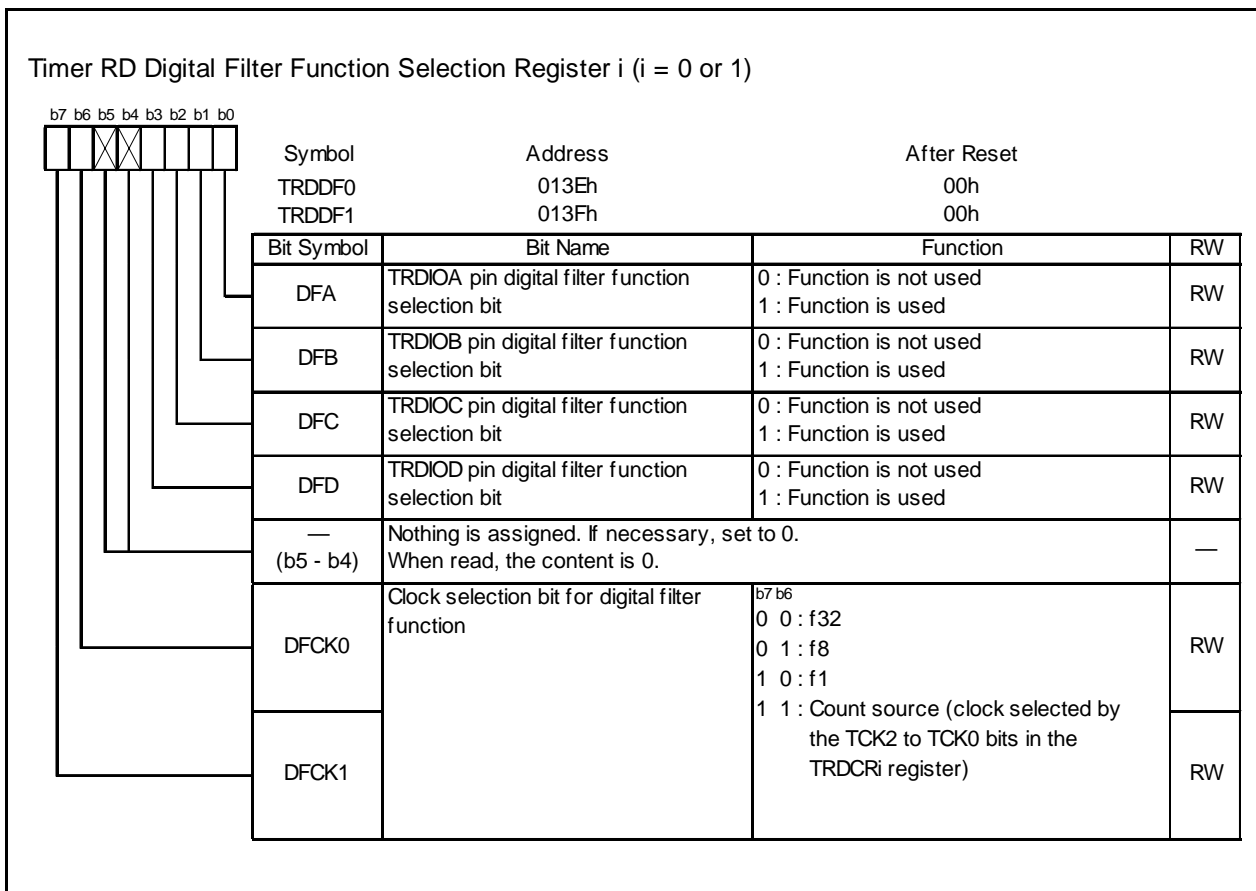 Timer RD Digital Filter Function Selection Register i (i = 0 or 1)
b7 b6 b5 b4 b3 b2 b1 b0
Symbol Address After Reset
TRDDF0 013Eh 00h
TRDDF1 013Fh 00h
Bit Symbol Bit Name Function RW
DFA TRDIOA pin digital filter function selection bit 0 : Function is not used RW
1 : Function is used
DFB TRDIOB pin digital filter function selection bit 0 : Function is not used RW
1 : Function is used
DFC TRDIOC pin digital filter function selection bit 0 : Function is not used RW
1 : Function is used
DFD TRDIOD pin digital filter function selection bit 0 : Function is not used RW
1 : Function is used
— Nothing is assigned. If necessary, set to 0.
(b5 - b4) When read, the content is 0. —
DFCK0 Clock selection bit for digital filter function b7 b6 RW
0 0 : f32
0 1 : f8
1 0 : f1
1 1 : Count source (clock selected by
the TCK2 to TCK0 bits in the
TRDCRi register)
DFCK1 RW